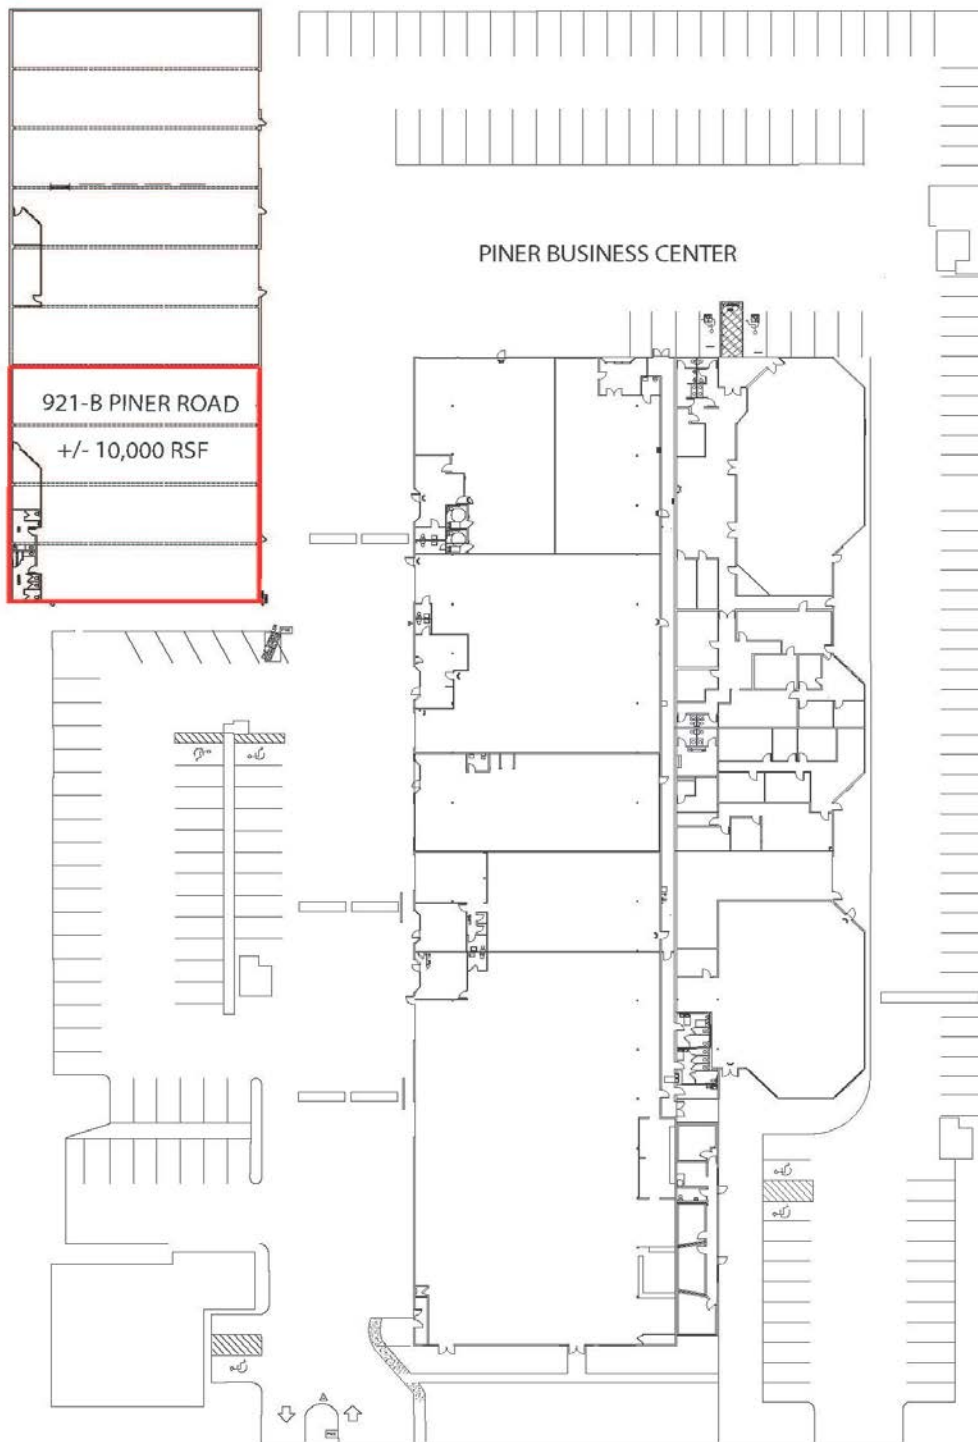 PINER BUSINESS CENTER
921-B PINER ROAD
+/- 10,000 RSF